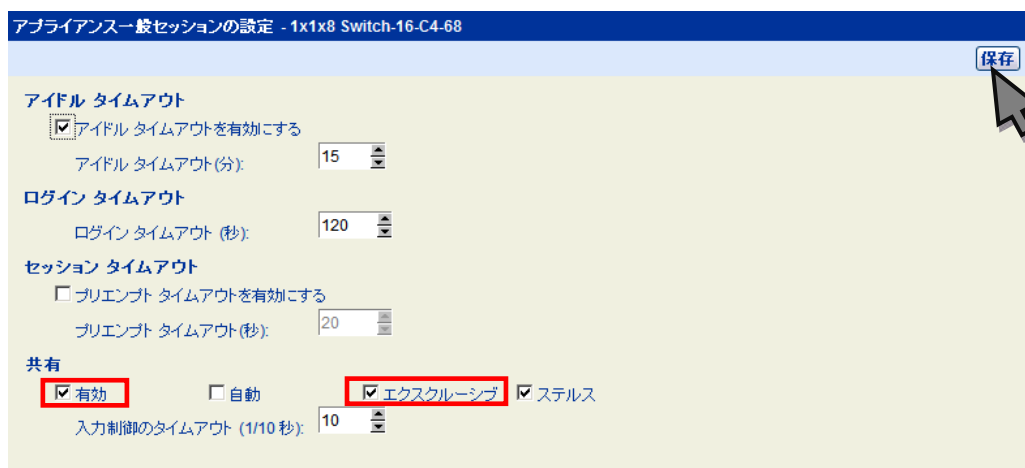 アプライアンス一般セッションの設定 - 1x1x8 Switch-16-C4-68
保存
アイドル タイムアウト
アイドル タイムアウトを有効にする
アイドル タイムアウト(分): 15
ログイン タイムアウト
ログイン タイムアウト (秒): 120
セッション タイムアウト
プリエンプト タイムアウトを有効にする
プリエンプト タイムアウト(秒): 20
共有
有効 自動 エクスクルーシブ ステルス
入力制御のタイムアウト (1/10 秒): 10